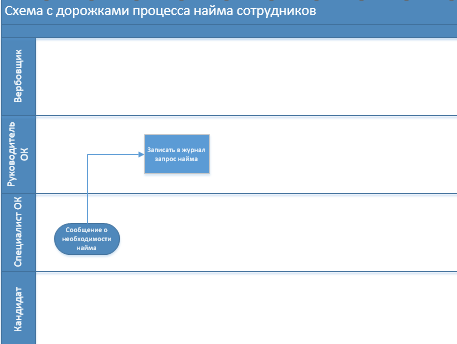 Схема с дорожками процесса найма сотрудников
Вербовщик
Руководитель
ОК
Записать в журнал
запрос найма
Специалист ОК
Сообщение о
необходимости
найма
Кандидат